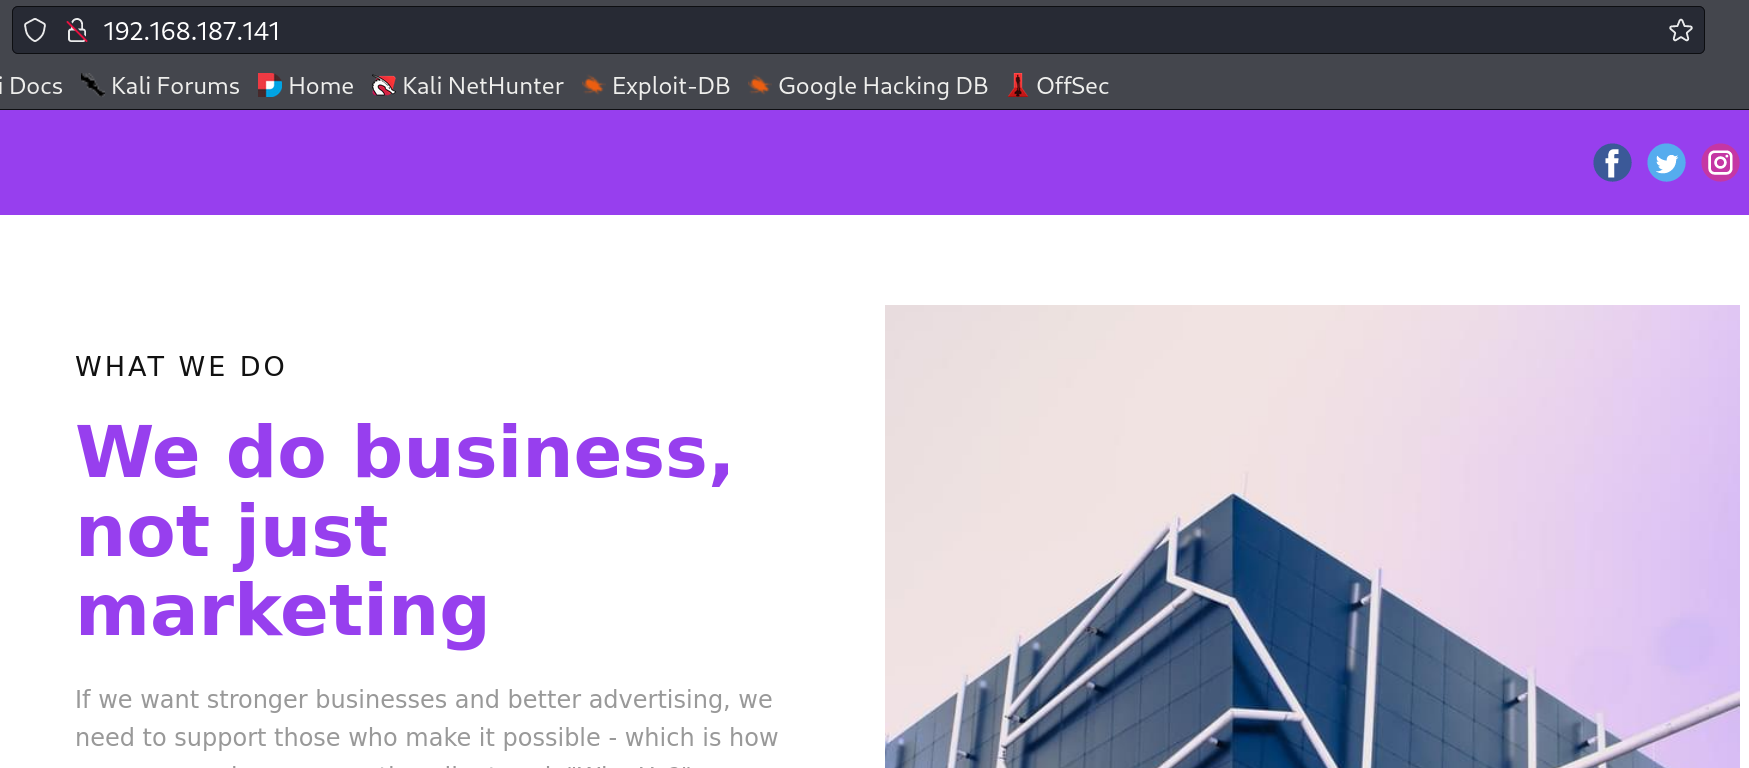 192.168.187.141
Docs Kali Forums Home Kali NetHunter Exploit-DB Google Hacking DB OffSec
WHAT WE DO
We do business,
not just
marketing
If we want stronger businesses and better advertising, we
need to support those who make it possible - which is how